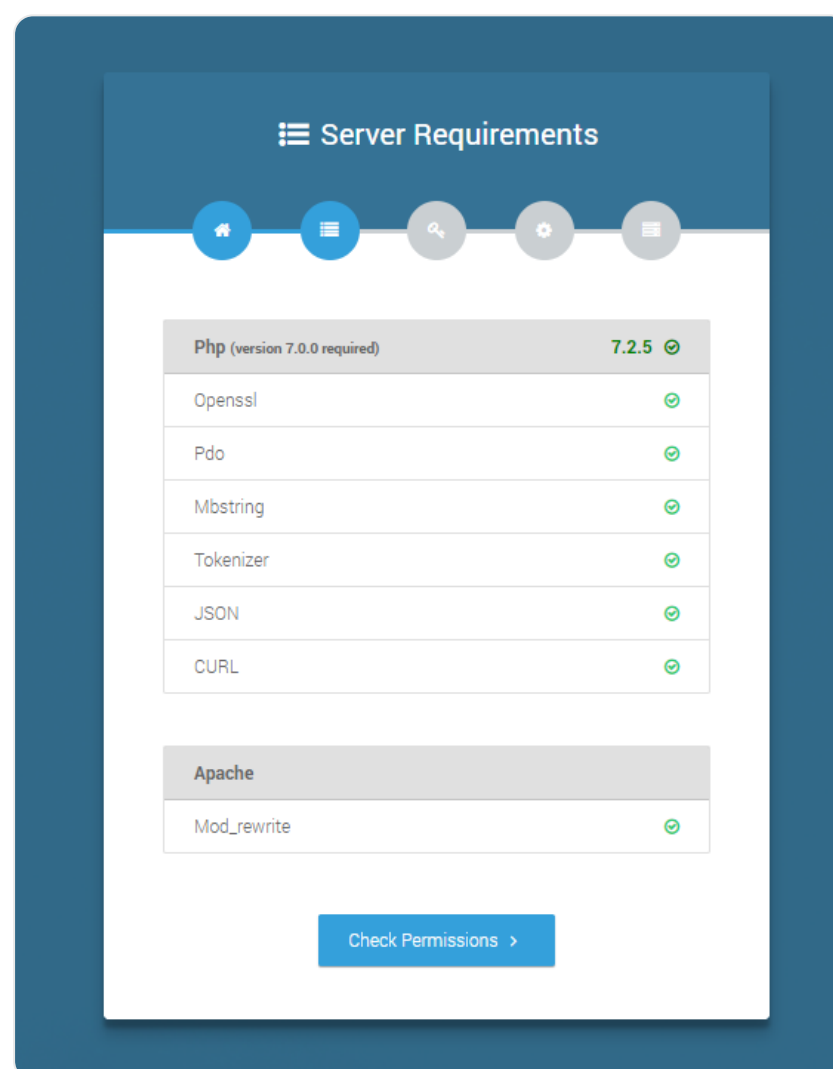 Server Requirements
Php (version 7.0.0 required) 7.2.5
Openssl
Pdo
Mbstring
Tokenizer
JSON
CURL
Apache
Mod_rewrite
Check Permissions